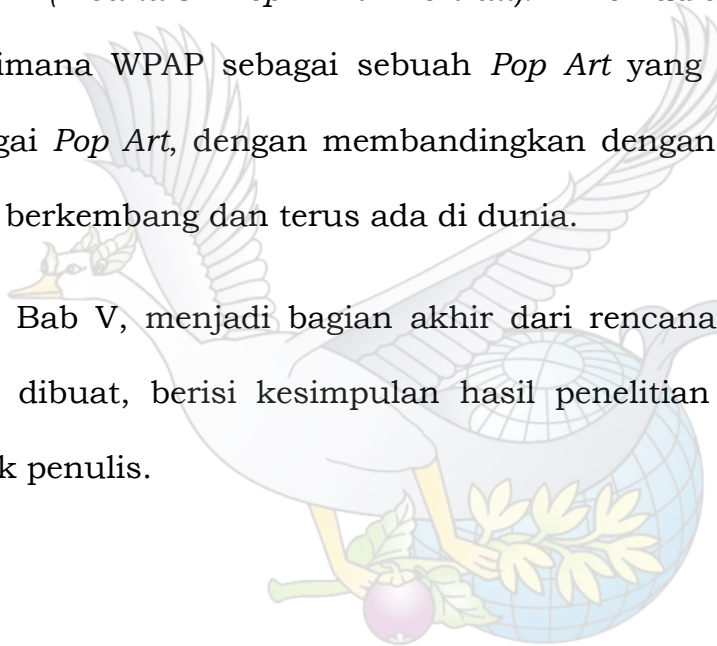 imana WPAP sebagai sebuah Pop Art yang
gai Pop Art, dengan membandingkan dengan
berkembang dan terus ada di dunia.
Bab V, menjadi bagian akhir dari rencana
dibuat, berisi kesimpulan hasil penelitian
k penulis.